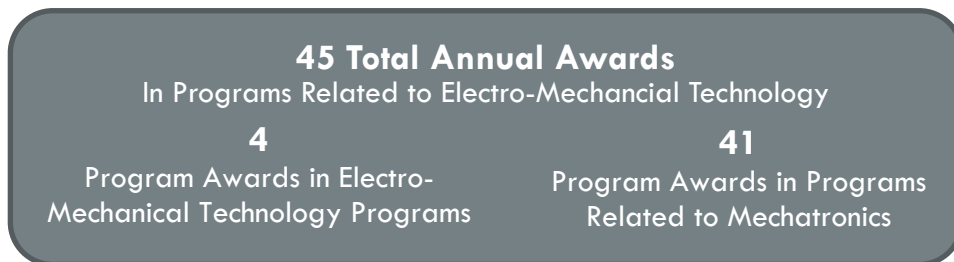 45 Total Annual Awards
In Programs Related to Electro-Mechancial Technology
4
Program Awards in Electro-
Mechanical Technology Programs
41
Program Awards in Programs
Related to Mechatronics